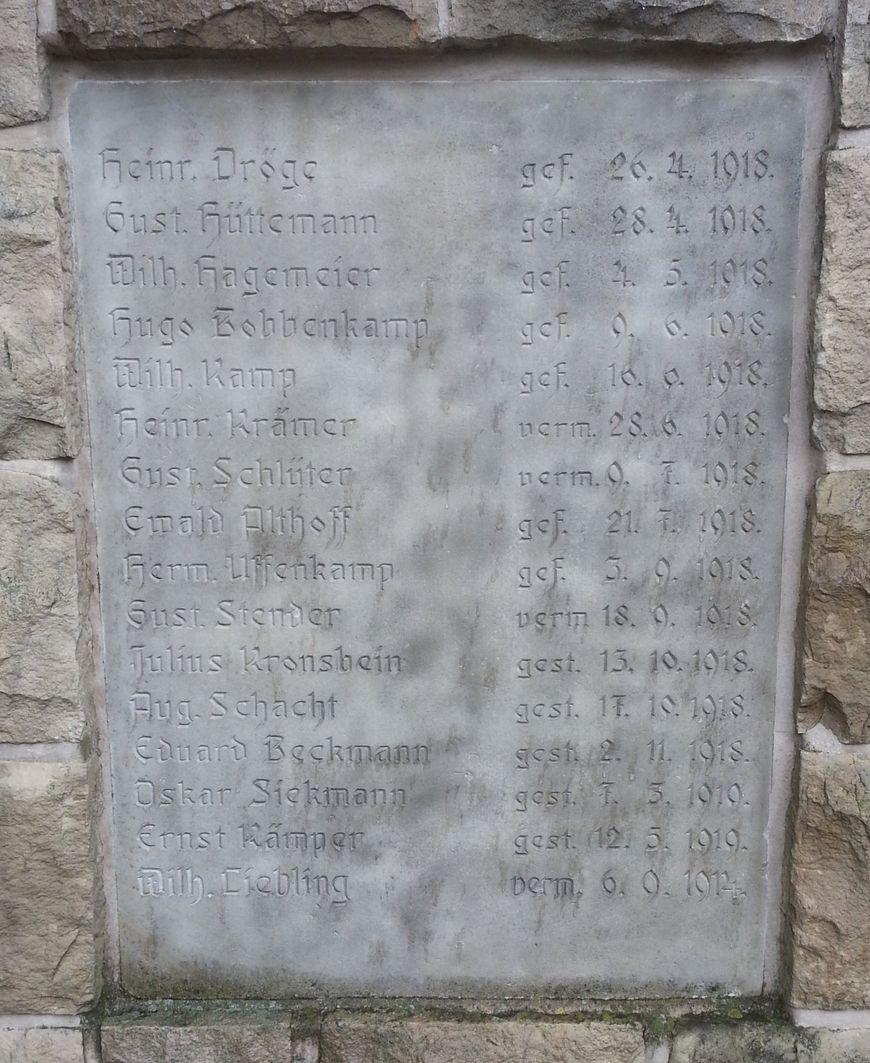 Heinr. Dröge gef. 26. 4. 1918.
Gust. Hüttemann gef. 28. 4. 1918.
Wilh. Hagemeier gef. 4. 5. 1918.
Hugo Bobbenkamp gef. 9. 6. 1918.
Wilh. Kamp gef. 16. 6. 1918.
Heinr. Krämer verm. 28. 6. 1918.
Gust. Schlüter verm. 9. 7. 1918.
Ewald Althoff gef. 21. 7. 1918.
Herm. Uffenkamp gef. 3. 9. 1918.
Gust. Stender verm 18. 9. 1918.
Julius Kronsbein gest. 13. 10. 1918.
Aug. Schacht gest. 17. 10. 1918.
Eduard Beckmann gest. 2. 11. 1918.
Oskar Siekmann gest. 7. 3. 1919.
Ernst Kämper gest. 12. 5. 1919.
Wilh. Liebling verm. 6. 9. 1914.